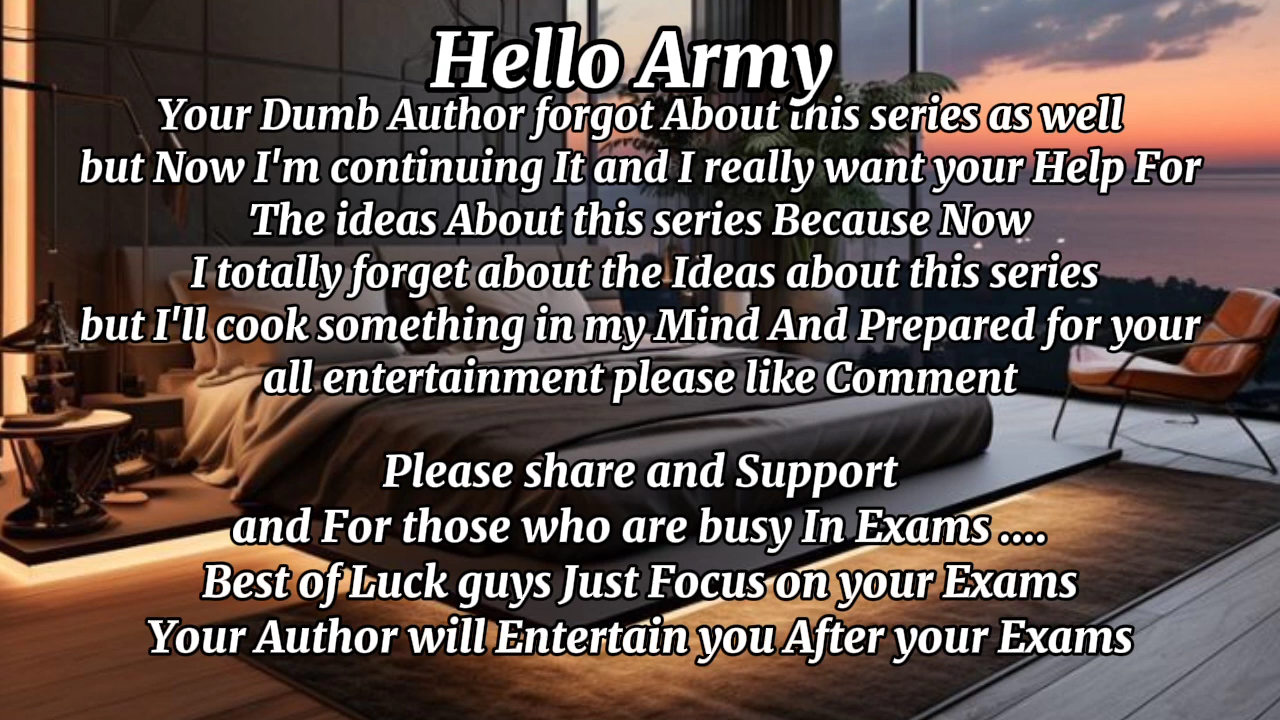 Hello Army
Your Dumb Author forgot About this series as well
but Now I'm continuing It and I really want your Help For
The ideas About this series Because Now
I totally forget about the Ideas about this series
but I'll cook something in my Mind And Prepared for your
all entertainment please like Comment
Please share and Support
and For those who are busy In Exams ....
Best of Luck guys Just Focus on your Exams
Your Author will Entertain you After your Exams